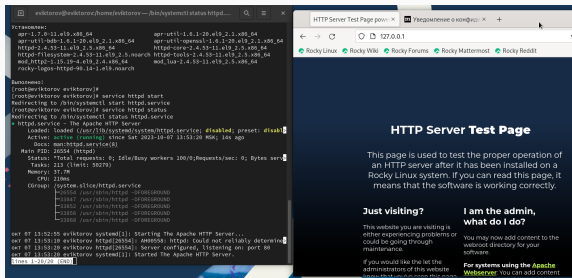 eviktorov@eviktorov:/home/eviktorov — /bin/systemctl status httpd....
Установлен:
apr-1.7.0-11.el9.x86_64 apr-util-1.6.1-20.el9_2.1.x86_64
apr-util-bdb-1.6.1-20.el9_2.1.x86_64 apr-util-openssl-1.6.1-20.el9_2.1.x86_64
httpd-2.4.53-11.el9_2.5.x86_64 httpd-core-2.4.53-11.el9_2.5.x86_64
httpd-filesystem-2.4.53-11.el9_2.5.noarch httpd-tools-2.4.53-11.el9_2.5.x86_64
mod_http2-1.15.19-4.el9_2.4.x86_64 mod_lua-2.4.53-11.el9_2.5.x86_64
rocky-logos-httpd-90.14-1.el9.noarch
Выполнено!
[root@eviktorov eviktorov]#
[root@eviktorov eviktorov]# service httpd start
Redirecting to /bin/systemctl start httpd.service
[root@eviktorov eviktorov]# service httpd status
Redirecting to /bin/systemctl status httpd.service
● httpd.service - The Apache HTTP Server
Loaded: loaded (/usr/lib/systemd/system/httpd.service; disabled; preset: disabl>
Active: active (running) since Sat 2023-10-07 13:53:20 MSK; 14s ago
Docs: man:httpd.service(8)
Main PID: 26554 (httpd)
Status: "Total requests: 0; Idle/Busy workers 100/0;Requests/sec: 0; Bytes serv>
Tasks: 213 (limit: 50279)
Memory: 37.7M
CPU: 210ms
CGroup: /system.slice/httpd.service
├─26554 /usr/sbin/httpd -DFOREGROUND
/usr/sbin/httpd -DFOREGROUND
/usr/sbin/httpd -DFOREGROUND
/usr/sbin/httpd -DFOREGROUND
/usr/sbin/httpd -DFOREGROUND
окт 07 13:52:55 eviktorov systemd[1]: Starting The Apache HTTP Server...
окт 07 13:53:20 eviktorov httpd[26554]: AH00558: httpd: Could not reliably determine>
окт 07 13:53:20 eviktorov httpd[26554]: Server configured, listening on: port 80
окт 07 13:53:20 eviktorov systemd[1]: Started The Apache HTTP Server.
lines 1-20/20 (END)
HTTP Server Test Page powe
Уведомление о конфид
127.0.0.1
Rocky Linux Rocky Wiki Rocky Forums Rocky Mattermost Rocky Reddit
HTTP Server Test Page
This page is used to test the proper operation of
an HTTP server after it has been installed on a
Rocky Linux system. If you can read this page, it
means that the software is working correctly.
Just visiting?
This website you are visiting is
either experiencing problems or
could be going through
maintenance.
If you would like the let the
administrators of this website
I am the admin,
what do I do?
You may now add content to the
webroot directory for your
software.
For systems using the Apache
Webserver: You can add content